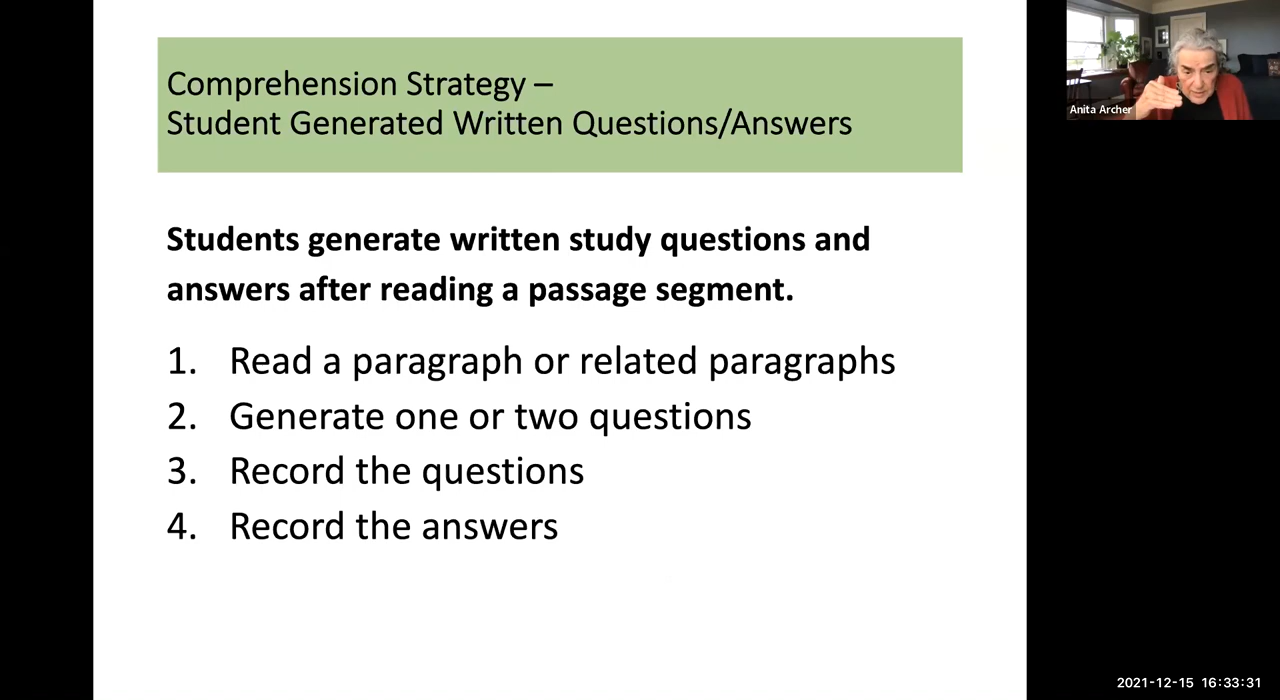 Comprehension Strategy –
Student Generated Written Questions/Answers
Students generate written study questions and
answers after reading a passage segment.
1. Read a paragraph or related paragraphs
2. Generate one or two questions
3. Record the questions
4. Record the answers
Anita Archer
2021-12-15 16:33:31